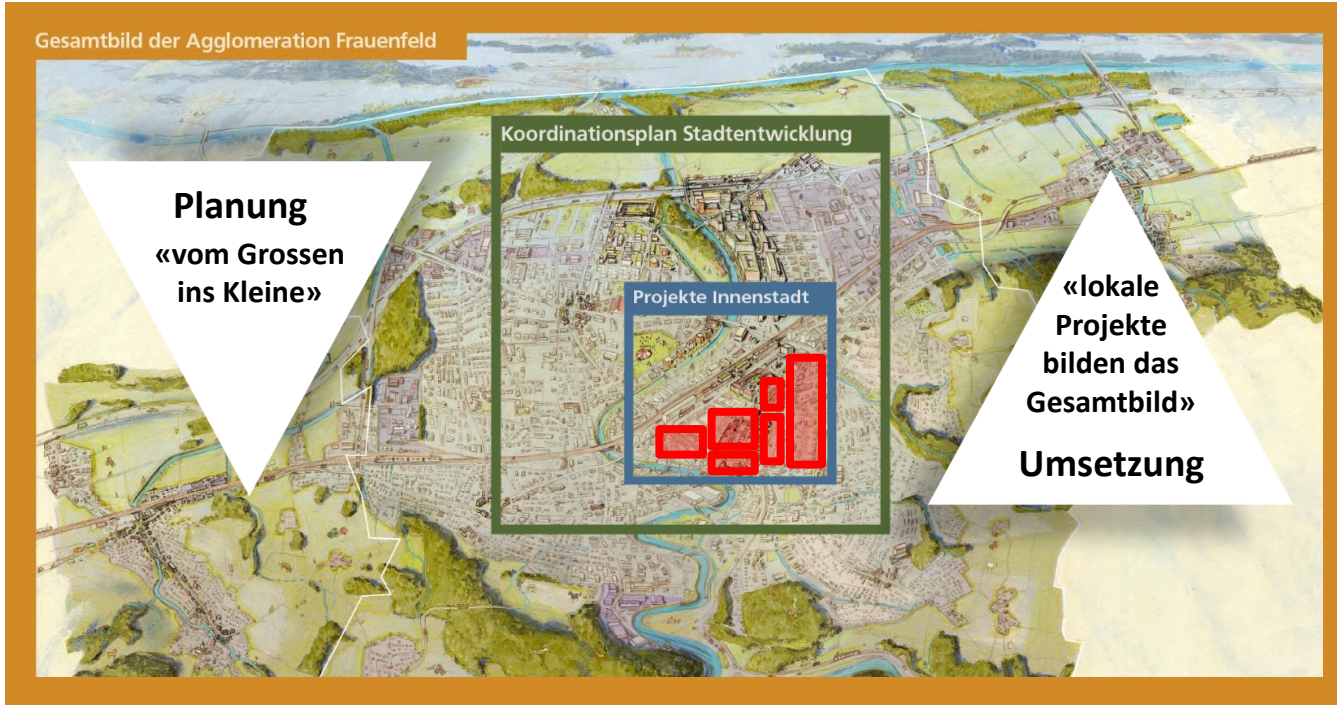 Gesamtbild der Agglomeration Frauenfeld
Koordinationsplan Stadtentwicklung
Planung
«vom Grossen
ins Kleine»
Projekte Innenstadt
«lokale
Projekte
bilden das
Gesamtbild»
Umsetzung